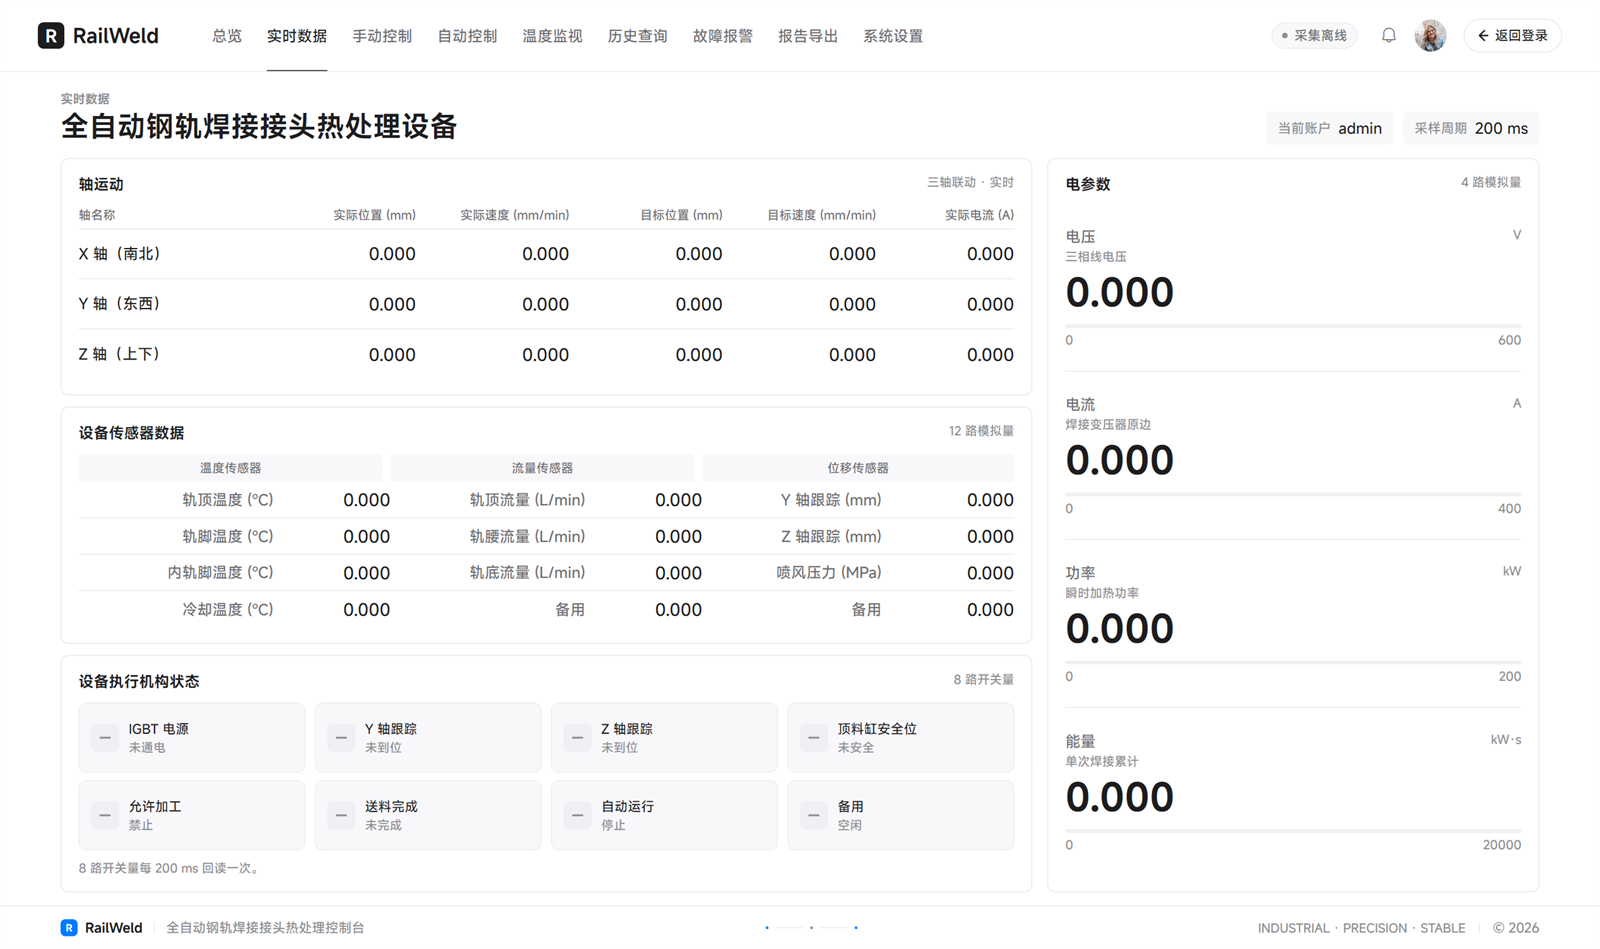 R RailWeld 总览 实时数据 手动控制 自动控制 温度监视 历史查询 故障报警 报告导出 系统设置 采集离线 返回登录
实时数据
全自动钢轨焊接接头热处理设备
当前账户 admin 采样周期 200 ms
轴运动 三轴联动 · 实时
轴名称 实际位置 (mm) 实际速度 (mm/min) 目标位置 (mm) 目标速度 (mm/min) 实际电流 (A)
X 轴（南北） 0.000 0.000 0.000 0.000 0.000
Y 轴（东西） 0.000 0.000 0.000 0.000 0.000
Z 轴（上下） 0.000 0.000 0.000 0.000 0.000
设备传感器数据 12 路模拟量
温度传感器 流量传感器 位移传感器
轨顶温度 (°C) 0.000 轨顶流量 (L/min) 0.000 Y 轴跟踪 (mm) 0.000
轨脚温度 (°C) 0.000 轨腰流量 (L/min) 0.000 Z 轴跟踪 (mm) 0.000
内轨脚温度 (°C) 0.000 轨底流量 (L/min) 0.000 喷风压力 (MPa) 0.000
冷却温度 (°C) 0.000 备用 0.000 备用 0.000
设备执行机构状态 8 路开关量
IGBT 电源
未通电
Y 轴跟踪
未到位
Z 轴跟踪
未到位
顶料缸安全位
未安全
允许加工
禁止
送料完成
未完成
自动运行
停止
备用
空闲
8 路开关量每 200 ms 回读一次。
电参数 4 路模拟量
电压 V
三相线电压
0.000
0 600
电流 A
焊接变压器原边
0.000
0 400
功率 kW
瞬时加热功率
0.000
0 200
能量 kW·s
单次焊接累计
0.000
0 20000
R RailWeld 全自动钢轨焊接接头热处理控制台 INDUSTRIAL · PRECISION · STABLE © 2026